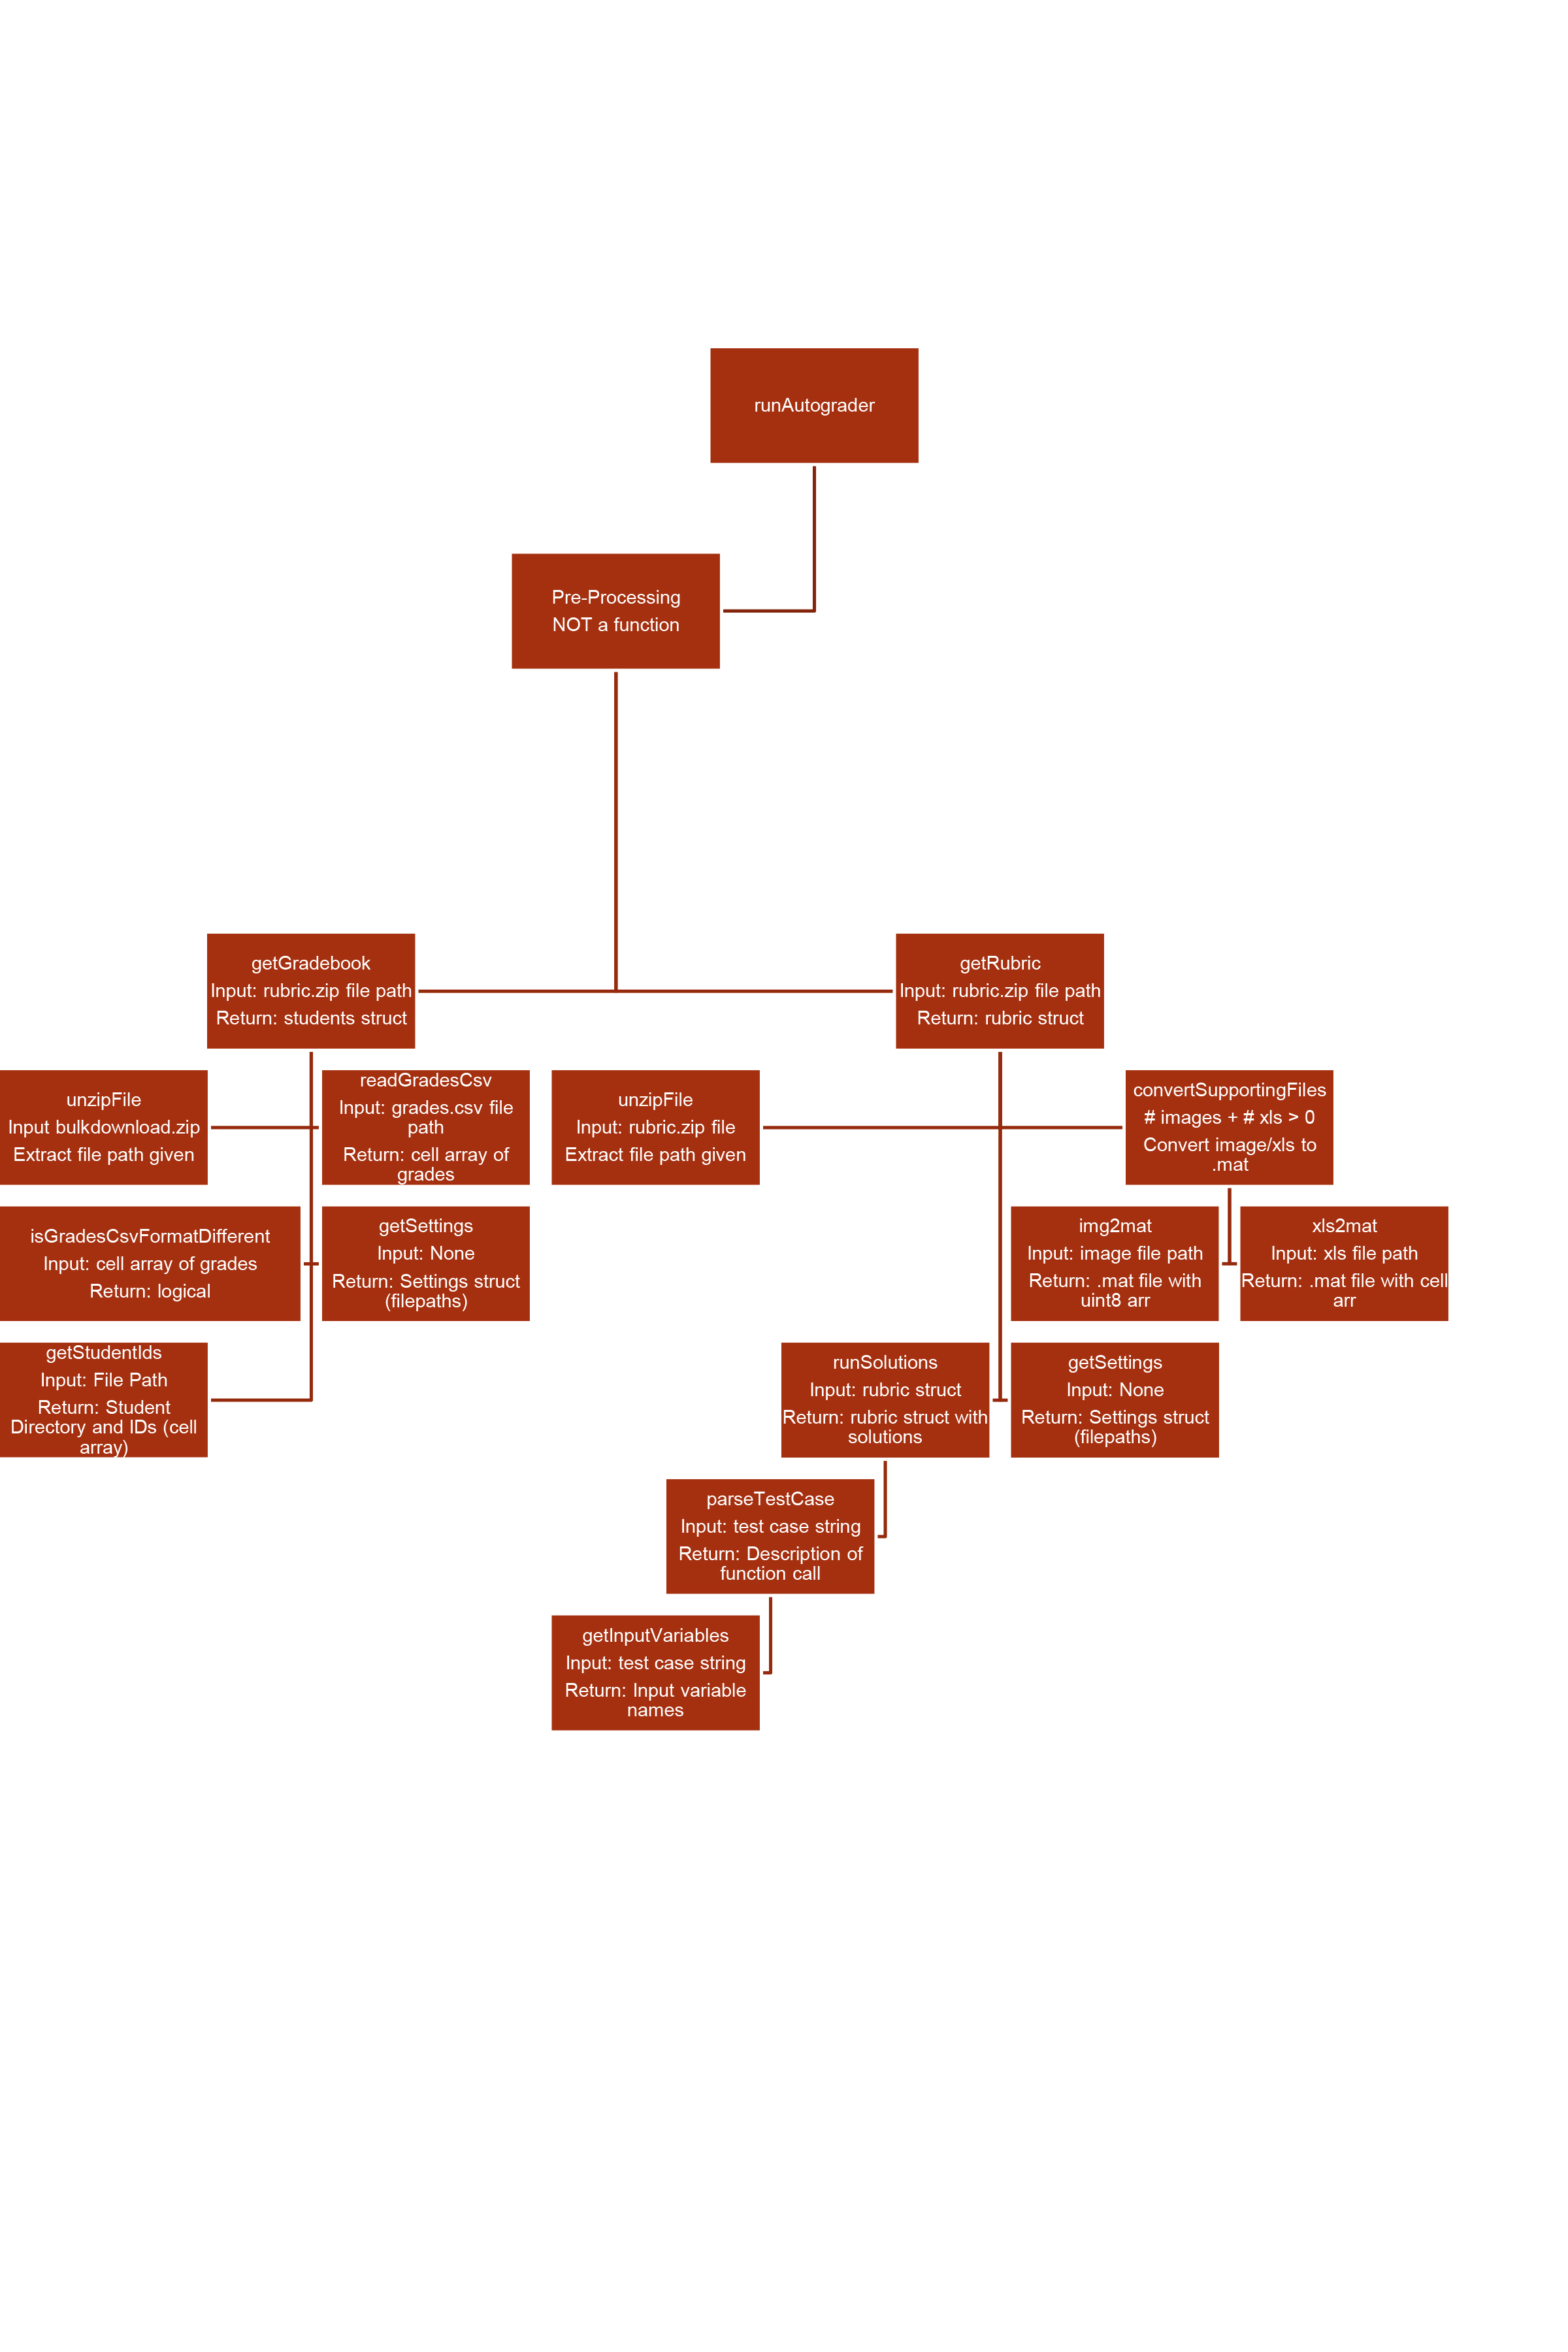 runAutograder
Pre-Processing
NOT a function
getGradebook
Input: rubric.zip file path
Return: students struct
getRubric
Input: rubric.zip file path
Return: rubric struct
unzipFile
Input bulkdownload.zip
Extract file path given
readGradesCsv
Input: grades.csv file
path
Return: cell array of
grades
unzipFile
Input: rubric.zip file
Extract file path given
convertSupportingFiles
# images + # xls > 0
Convert image/xls to
.mat
isGradesCsvFormatDifferent
Input: cell array of grades
Return: logical
getSettings
Input: None
Return: Settings struct
(filepaths)
img2mat
Input: image file path
Return: .mat file with
uint8 arr
xls2mat
Input: xls file path
Return: .mat file with cell
arr
getStudentIds
Input: File Path
Return: Student
Directory and IDs (cell
array)
runSolutions
Input: rubric struct
Return: rubric struct with
solutions
getSettings
Input: None
Return: Settings struct
(filepaths)
parseTestCase
Input: test case string
Return: Description of
function call
getInputVariables
Input: test case string
Return: Input variable
names